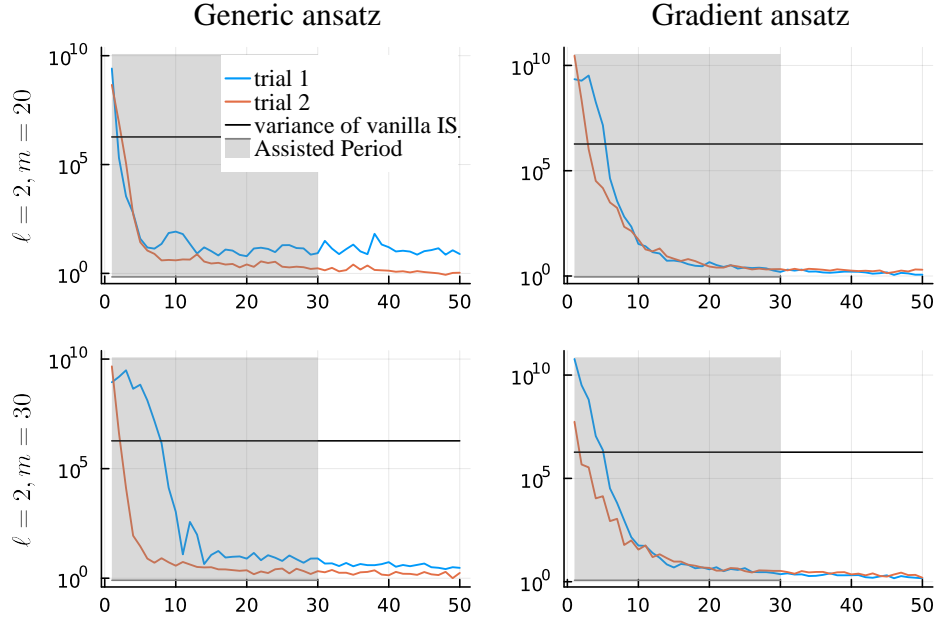 Generic ansatz
Gradient ansatz
ℓ = 2, m = 20
10^10
10^5
10^0
0 10 20 30 40 50
trial 1
trial 2
variance of vanilla IS
Assisted Period
10^10
10^5
10^0
0 10 20 30 40 50
ℓ = 2, m = 30
10^10
10^5
10^0
0 10 20 30 40 50
10^10
10^5
10^0
0 10 20 30 40 50